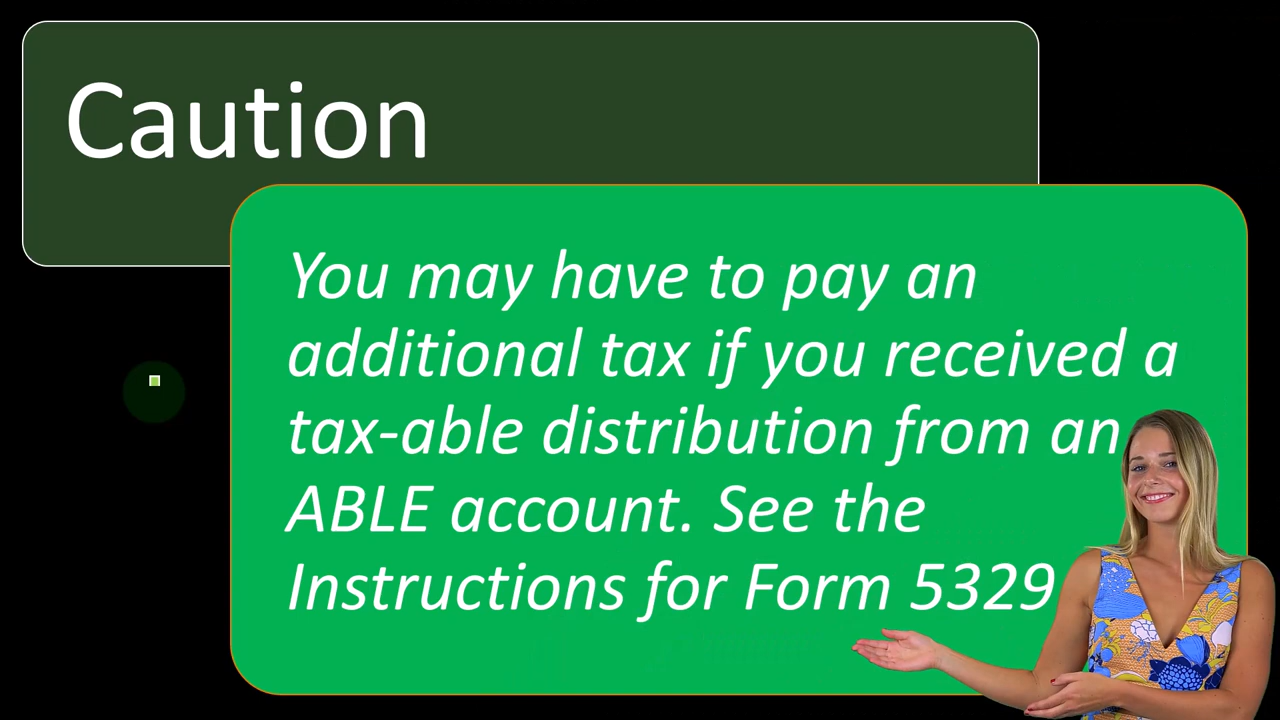 Caution
You may have to pay an
additional tax if you received a
tax-able distribution from an
ABLE account. See the
Instructions for Form 5329